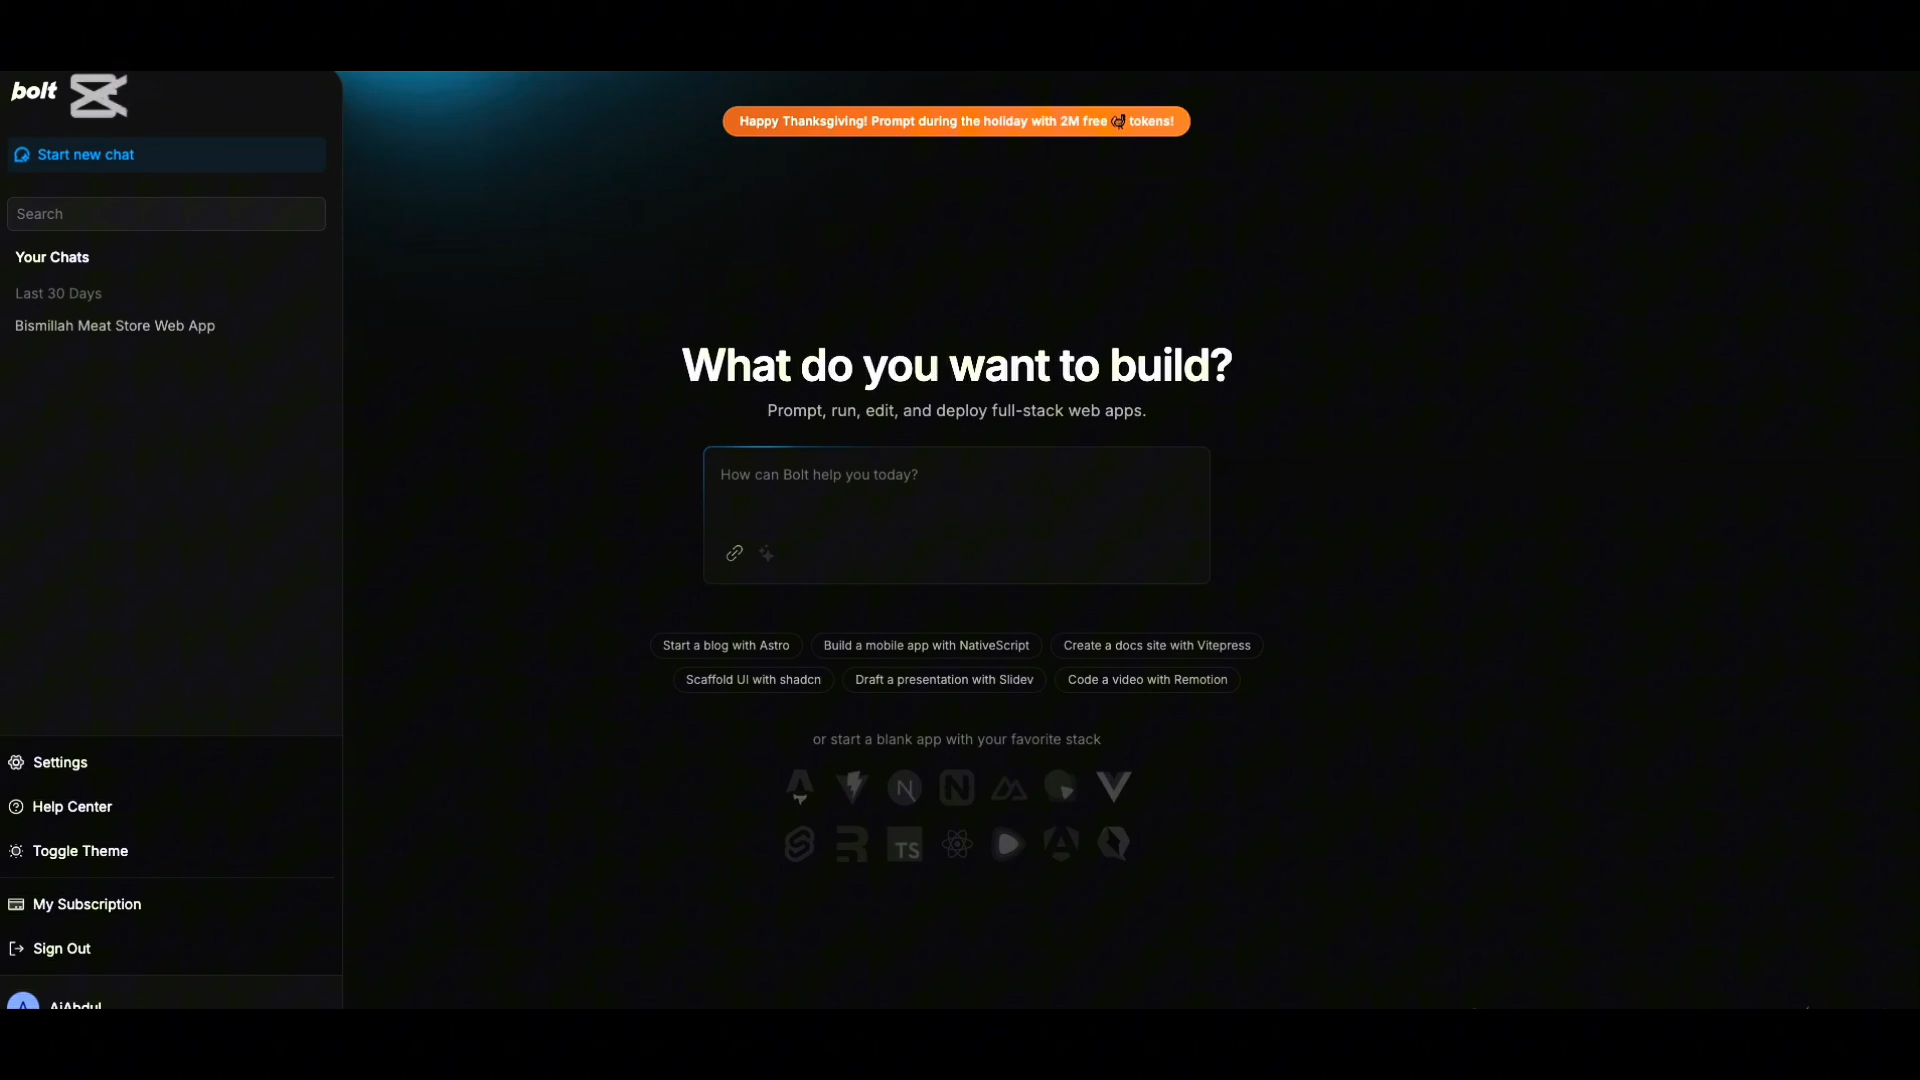 bolt
Start new chat
Search
Your Chats
Last 30 Days
Bismillah Meat Store Web App
Settings
Help Center
Toggle Theme
My Subscription
Sign Out
A AiAbdul
Happy Thanksgiving! Prompt during the holiday with 2M free tokens!
What do you want to build?
Prompt, run, edit, and deploy full-stack web apps.
How can Bolt help you today?
Start a blog with Astro
Build a mobile app with NativeScript
Create a docs site with Vitepress
Scaffold UI with shadcn
Draft a presentation with Slidev
Code a video with Remotion
or start a blank app with your favorite stack
N
N
TS